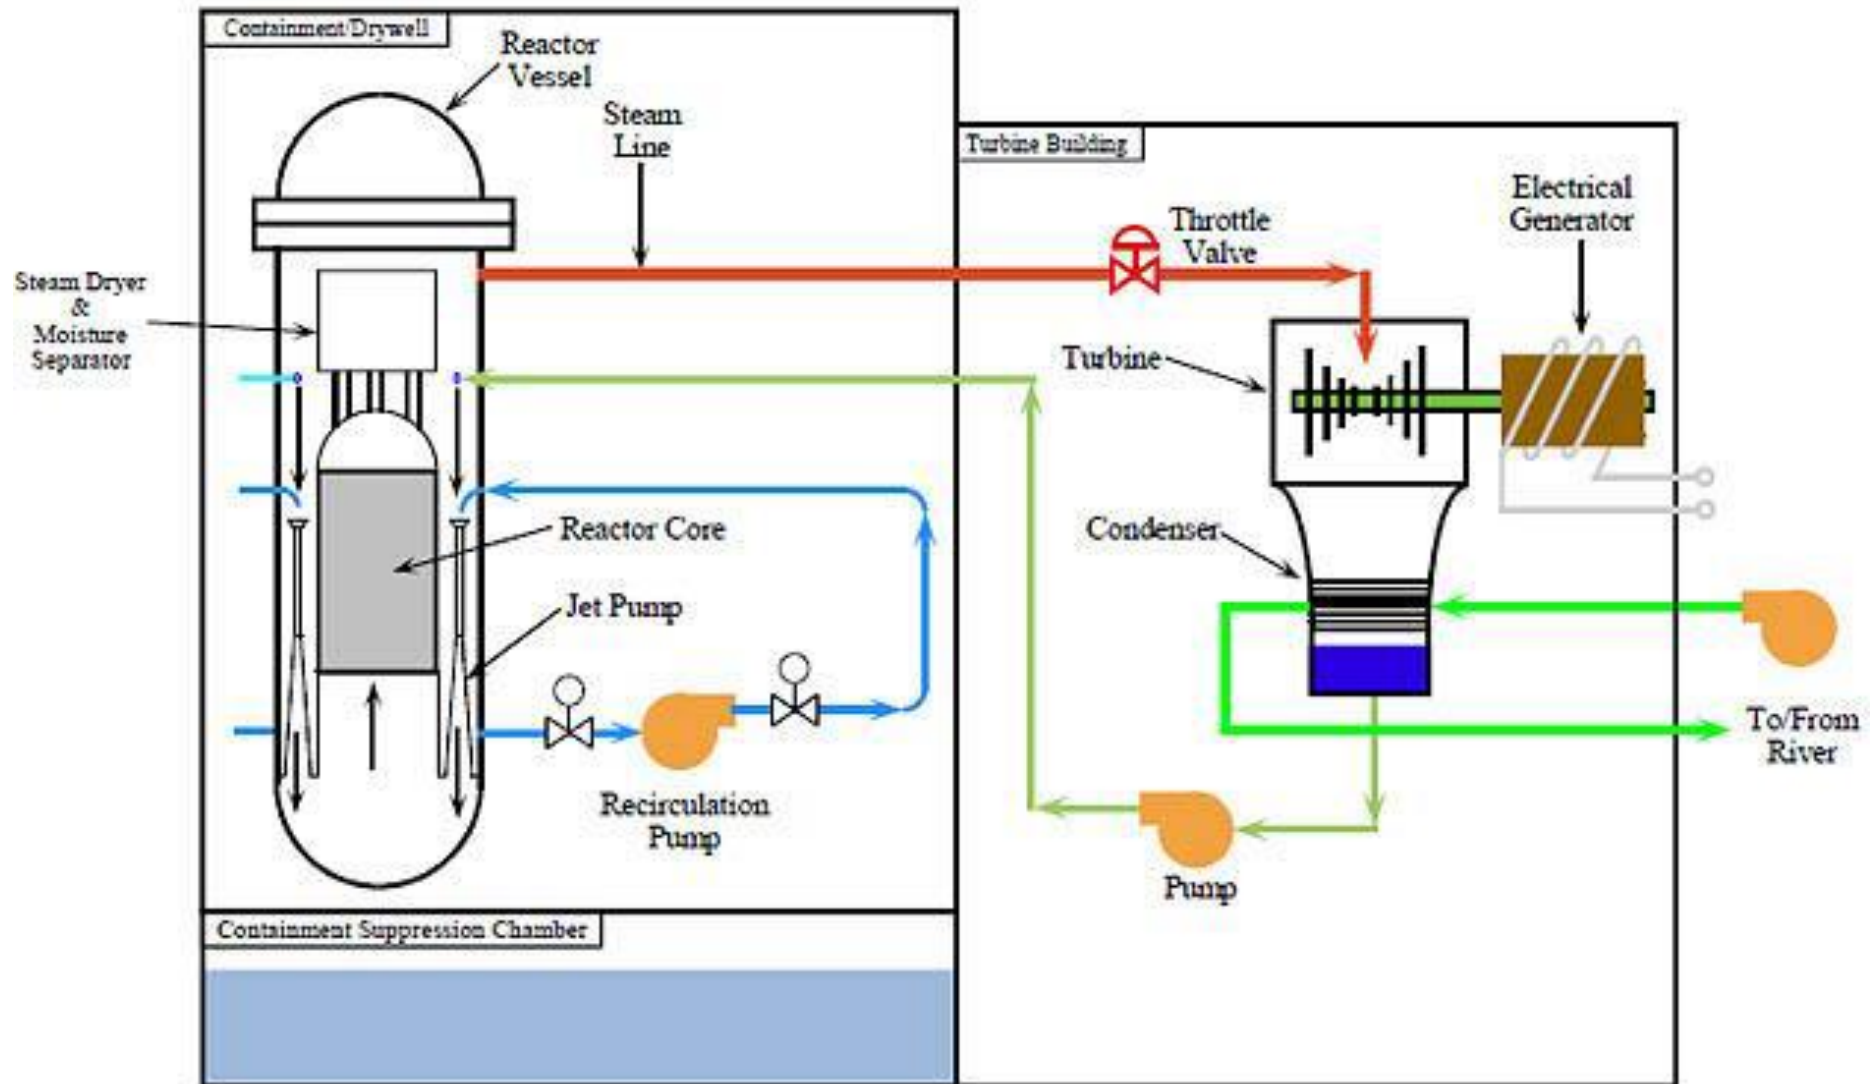 Containment/Drywell
Reactor
Vessel
Steam
Line
Turbine Building
Electrical
Generator
Throttle
Valve
Steam Dryer
&
Moisture
Separator
Turbine
Reactor Core
Condenser
Jet Pump
To/From
River
Recirculation
Pump
Pump
Containment Suppression Chamber